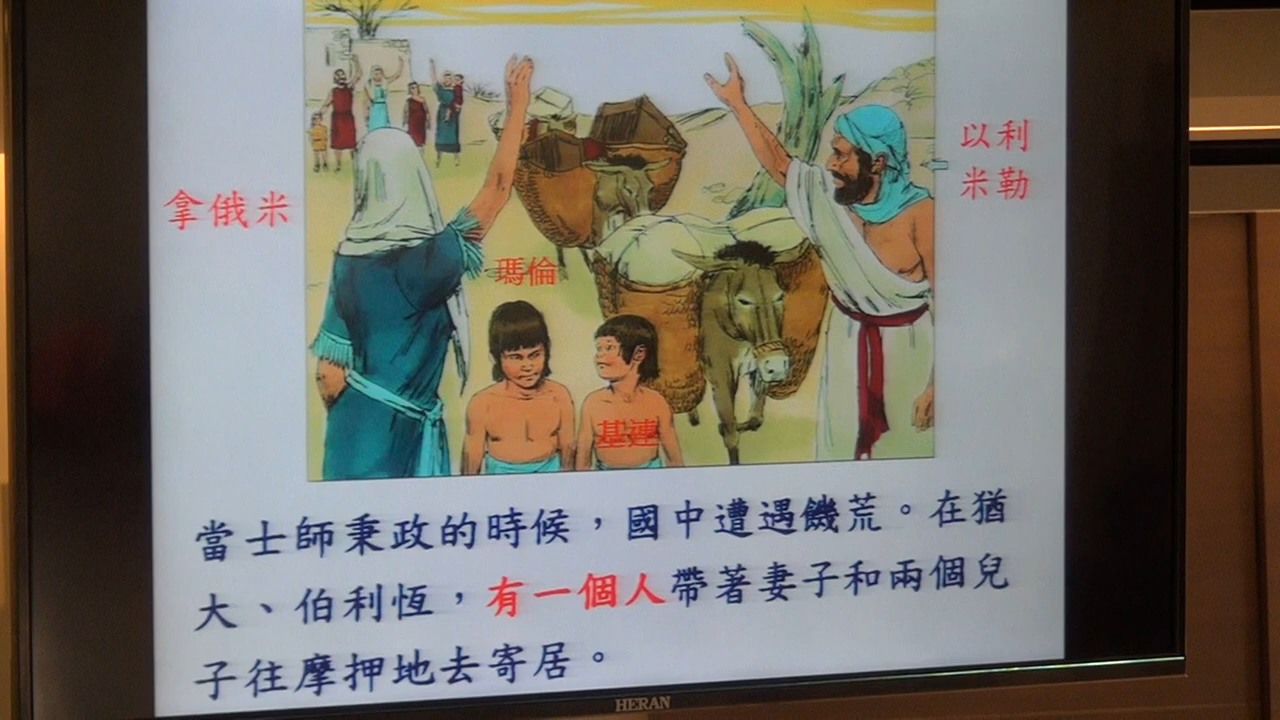 以利
米勒
拿俄米
瑪倫
基連
當士師秉政的時候，國中遭遇饑荒。在猶
大、伯利恆，有一個人帶著妻子和兩個兒
子往摩押地去寄居。
HERAN